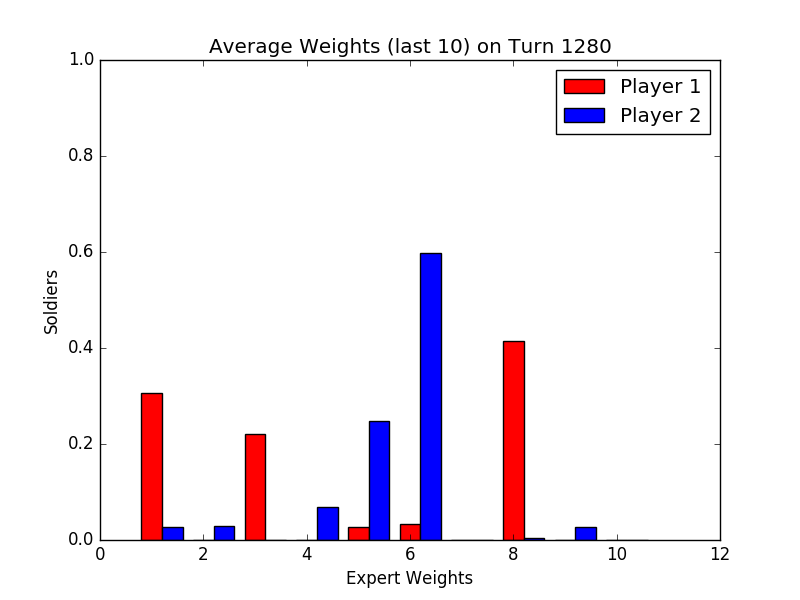 Average Weights (last 10) on Turn 1280
1.0
0.8
0.6
0.4
0.2
0.0
Soldiers
Player 1
Player 2
0 2 4 6 8 10 12
Expert Weights